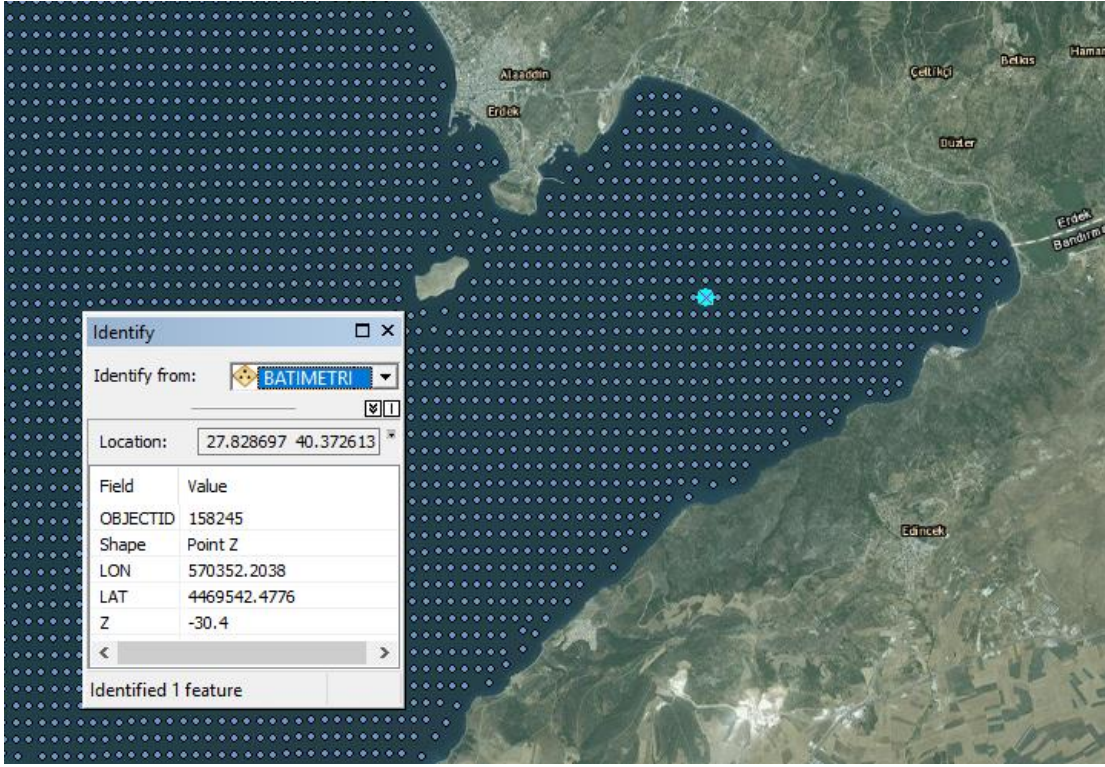 Alaaddin
Erdek
Çeltikçi
Belkıs
Hamam
Düzler
Erdek
Bandırma
Edincek
Identify
Identify from:
BATIMETRI
Location:
27.828697 40.372613
Field Value
OBJECTID 158245
Shape Point Z
LON 570352.2038
LAT 4469542.4776
Z -30.4
Identified 1 feature